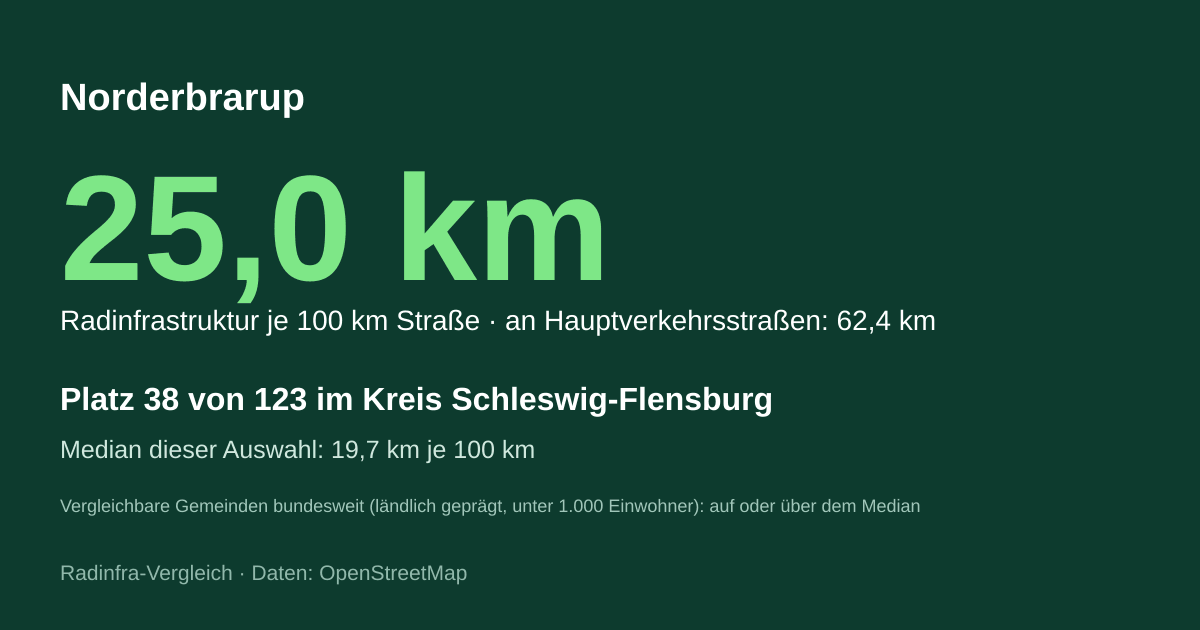 Norderbrarup
25,0 km
Radinfrastruktur je 100 km Straße · an Hauptverkehrsstraßen: 62,4 km
Platz 38 von 123 im Kreis Schleswig-Flensburg
Median dieser Auswahl: 19,7 km je 100 km
Vergleichbare Gemeinden bundesweit (ländlich geprägt, unter 1.000 Einwohner): auf oder über dem Median
Radinfra-Vergleich · Daten: OpenStreetMap